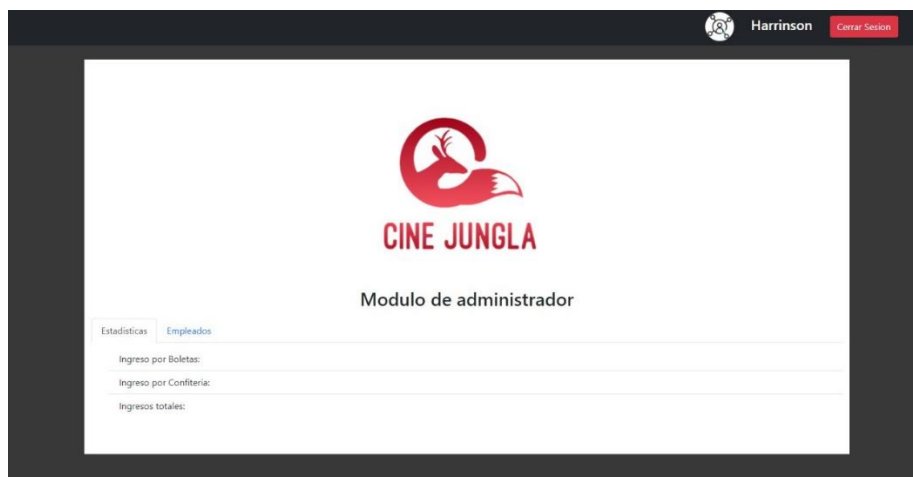 Harrinson
Cerrar Sesion
CINE JUNGLA
Modulo de administrador
Estadisticas
Empleados
Ingreso por Boletas:
Ingreso por Confiteria:
Ingresos totales: